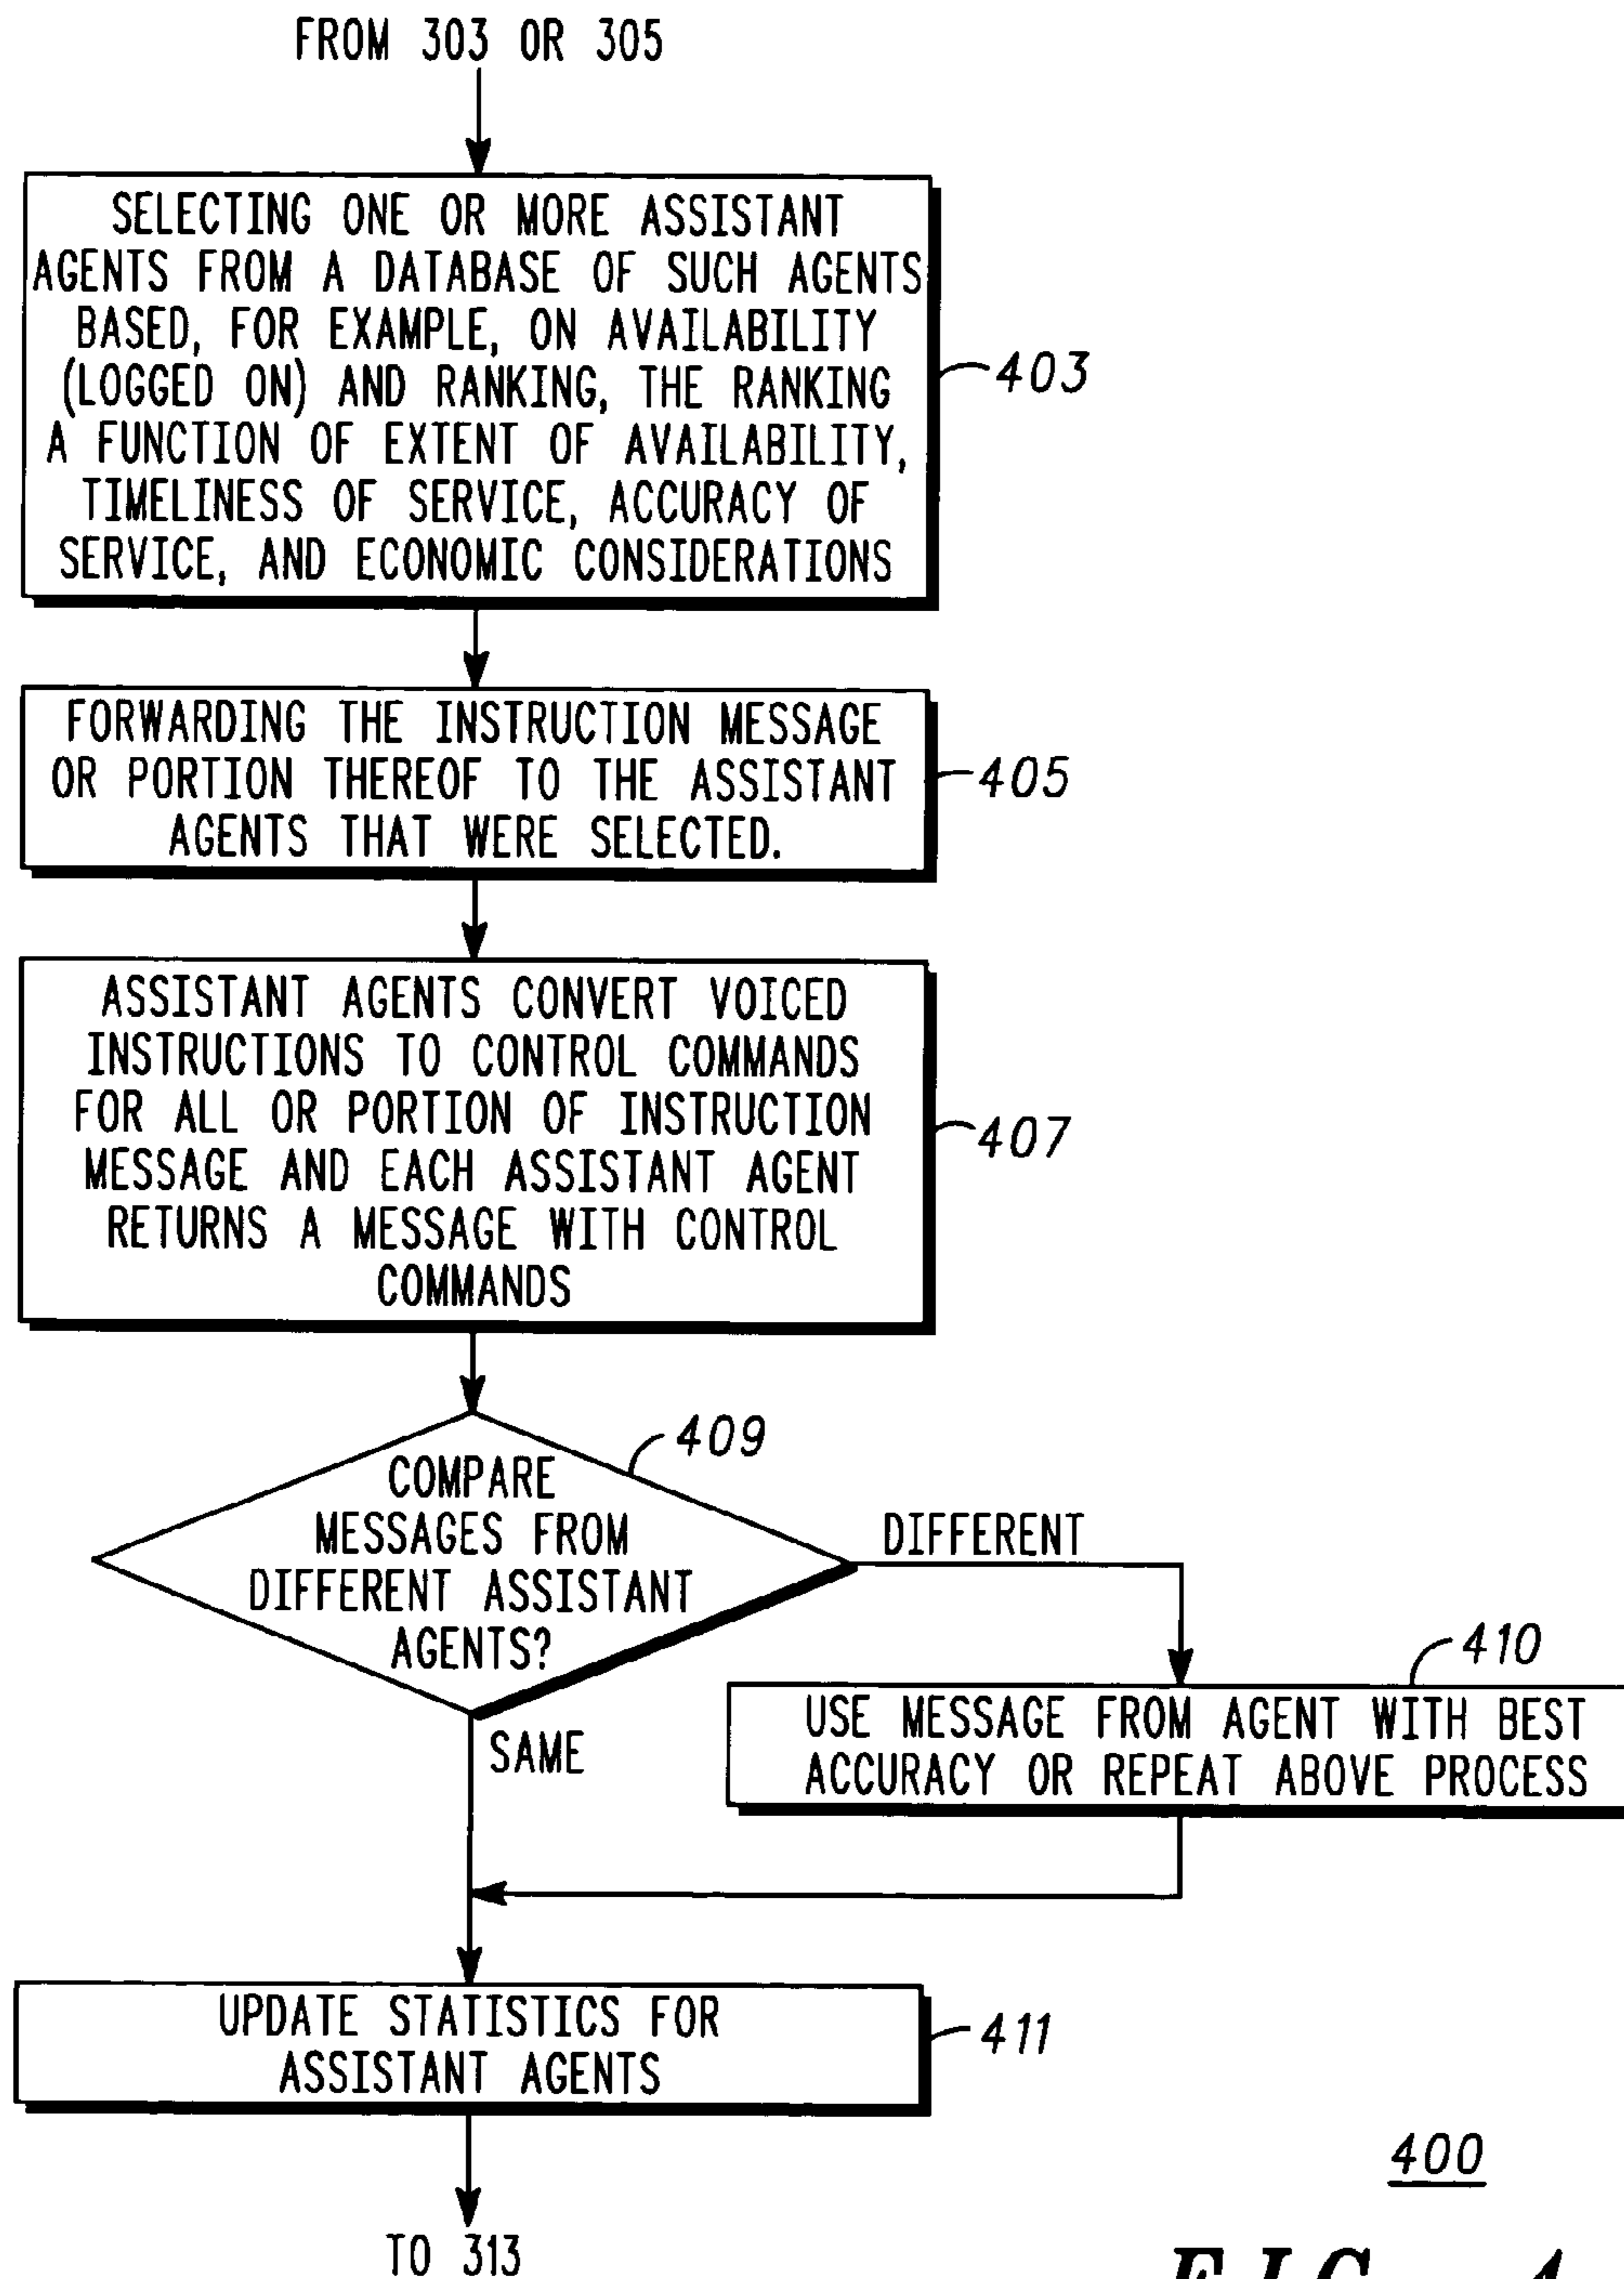 FROM 303 OR 305
SELECTING ONE OR MORE ASSISTANT
AGENTS FROM A DATABASE OF SUCH AGENTS
BASED, FOR EXAMPLE, ON AVAILABILITY
(LOGGED ON) AND RANKING, THE RANKING
A FUNCTION OF EXTENT OF AVAILABILITY,
TIMELINESS OF SERVICE, ACCURACY OF
SERVICE, AND ECONOMIC CONSIDERATIONS
403
FORWARDING THE INSTRUCTION MESSAGE
OR PORTION THEREOF TO THE ASSISTANT
AGENTS THAT WERE SELECTED.
405
ASSISTANT AGENTS CONVERT VOICED
INSTRUCTIONS TO CONTROL COMMANDS
FOR ALL OR PORTION OF INSTRUCTION
MESSAGE AND EACH ASSISTANT AGENT
RETURNS A MESSAGE WITH CONTROL
COMMANDS
407
COMPARE
MESSAGES FROM
DIFFERENT ASSISTANT
AGENTS?
409
DIFFERENT
SAME
410
USE MESSAGE FROM AGENT WITH BEST
ACCURACY OR REPEAT ABOVE PROCESS
UPDATE STATISTICS FOR
ASSISTANT AGENTS
411
TO 313
400